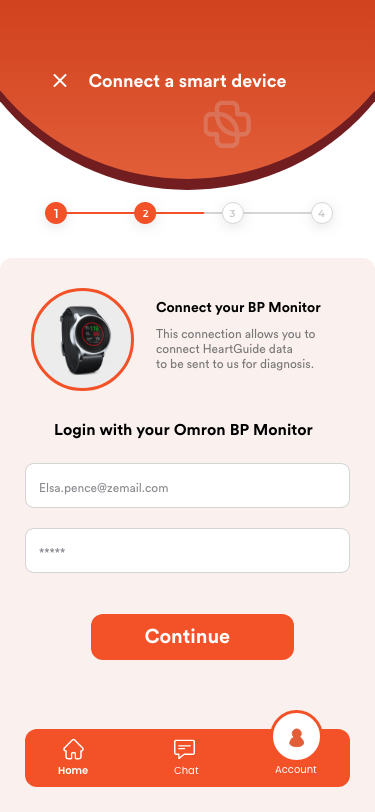 Connect a smart device
1 2 3 4
Connect your BP Monitor
This connection allows you to
connect HeartGuide data
to be sent to us for diagnosis.
Login with your Omron BP Monitor
Elsa.pence@zemail.com
*****
Continue
Home Chat Account